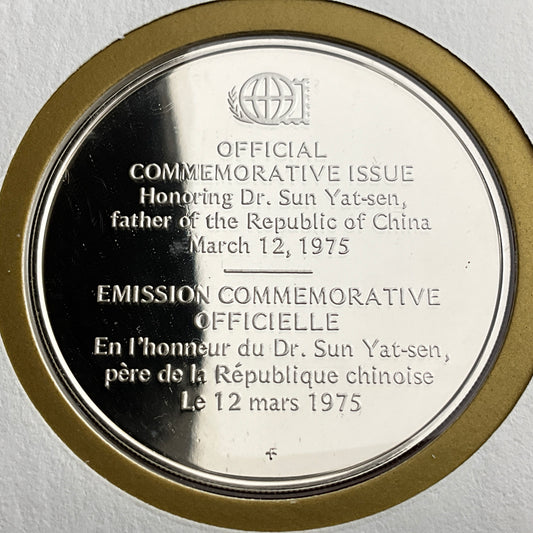 OFFICIAL
COMMEMORATIVE ISSUE
Honoring Dr. Sun Yat-sen,
father of the Republic of China
March 12, 1975
EMISSION COMMEMORATIVE
OFFICIELLE
En l'honneur du Dr. Sun Yat-sen,
père de la République chinoise
Le 12 mars 1975